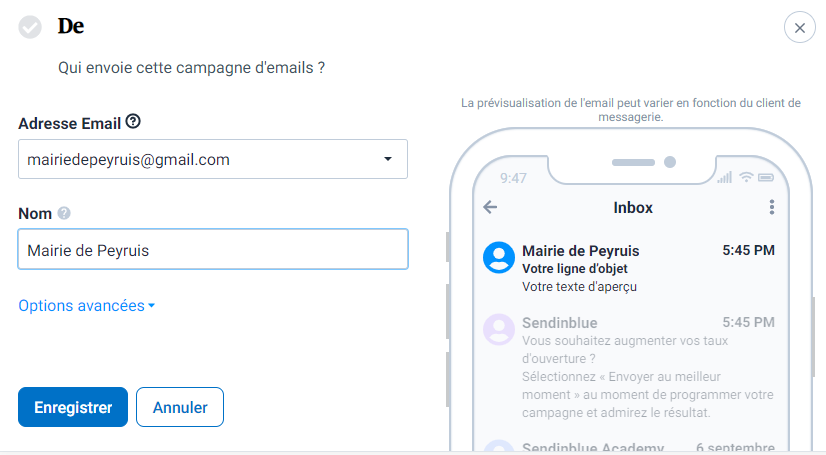 De
Qui envoie cette campagne d'emails ?
Adresse Email ?
mairiedepeyruis@gmail.com
Nom ?
Mairie de Peyruis
Options avancées
Enregistrer
Annuler
La prévisualisation de l'email peut varier en fonction du client de
messagerie.
9:47
Inbox
Mairie de Peyruis 5:45 PM
Votre ligne d'objet
Votre texte d'aperçu
Sendinblue 5:45 PM
Vous souhaitez augmenter vos taux
d'ouverture ?
Sélectionnez « Envoyer au meilleur
moment » au moment de programmer votre
campagne et admirez le résultat.
Sendinblue Academy 6 septembre